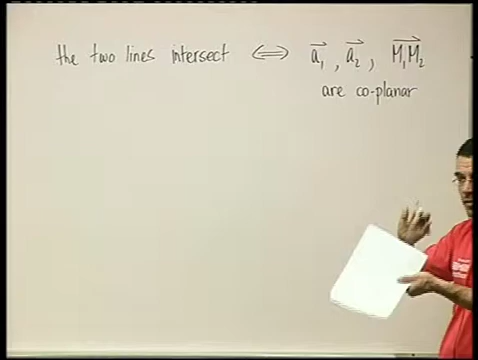 the two lines intersect ⟺ a₁⃗ , a₂⃗ , M₁M₂⃗
are co-planar